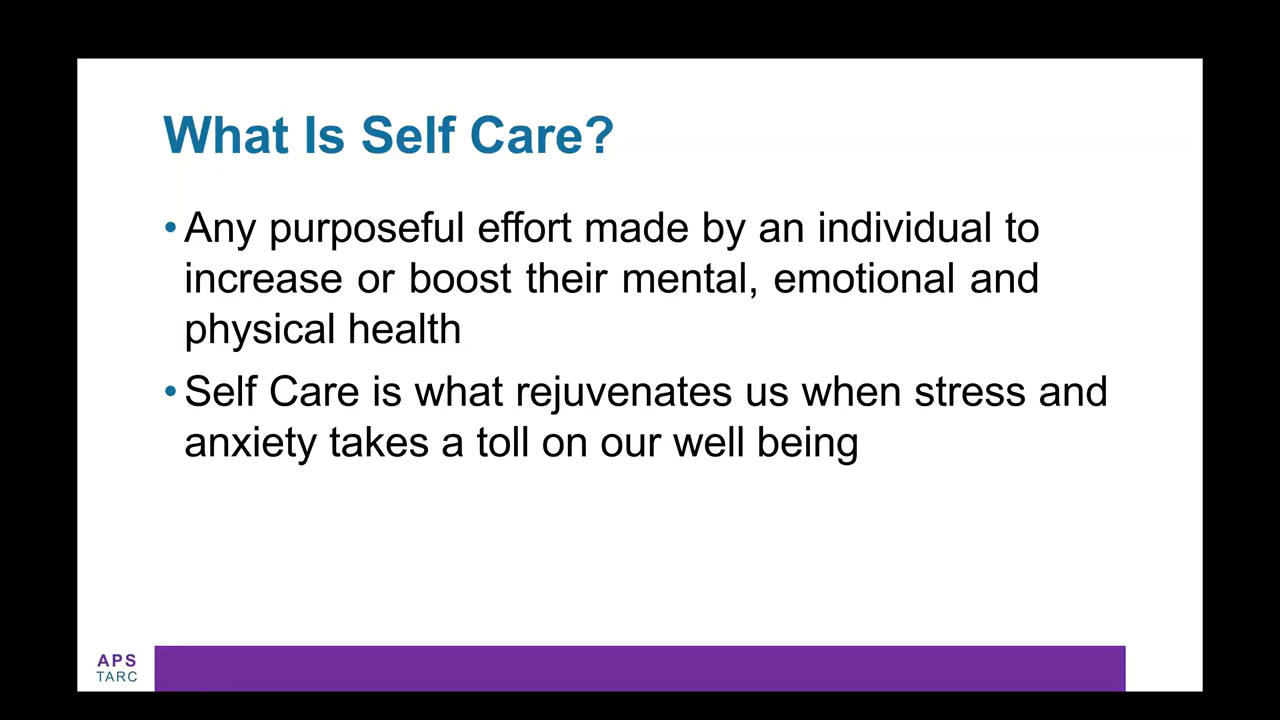 What Is Self Care?
• Any purposeful effort made by an individual to
increase or boost their mental, emotional and
physical health
• Self Care is what rejuvenates us when stress and
anxiety takes a toll on our well being
APS
TARC